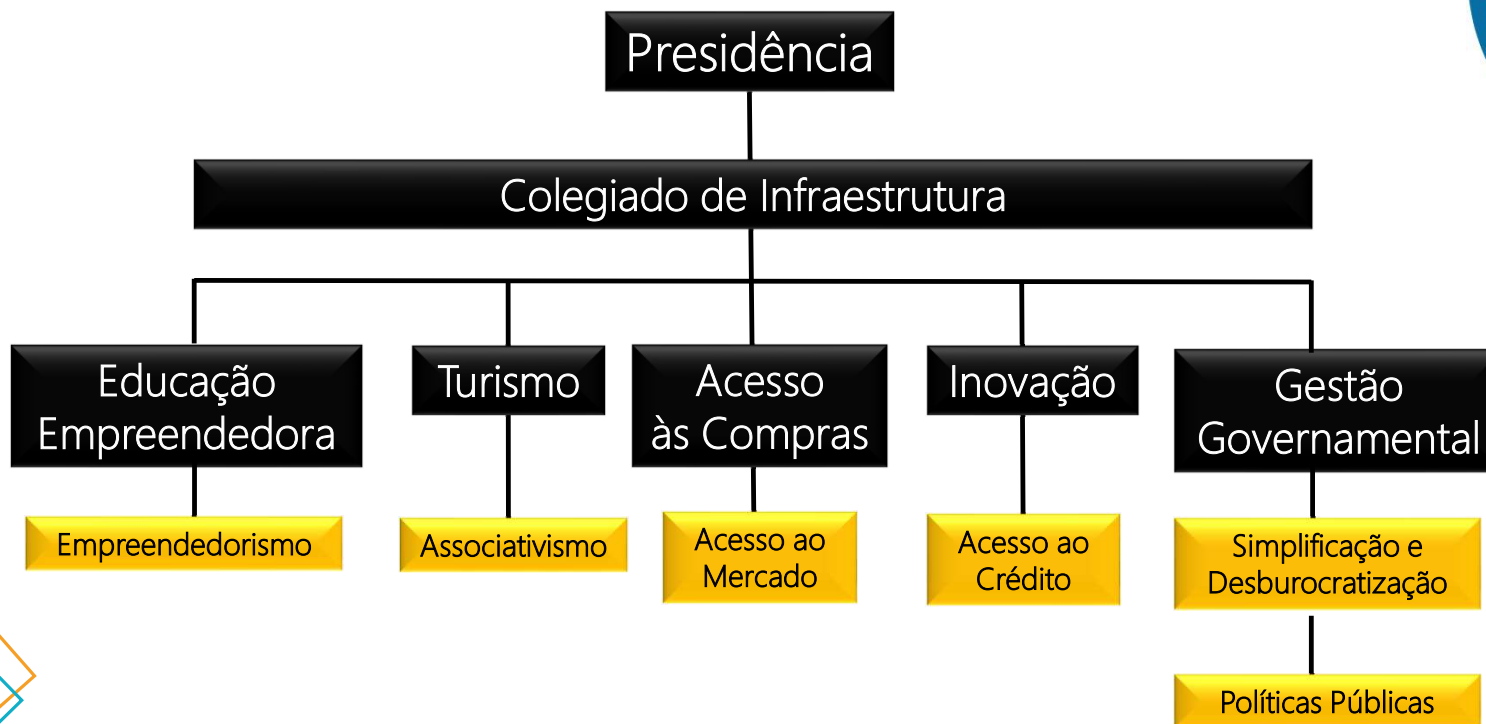 Presidência
Colegiado de Infraestrutura
Educação
Empreendedora
Turismo
Acesso
às Compras
Inovação
Gestão
Governamental
Empreendedorismo
Associativismo
Acesso ao
Mercado
Acesso ao
Crédito
Simplificação e
Desburocratização
Políticas Públicas